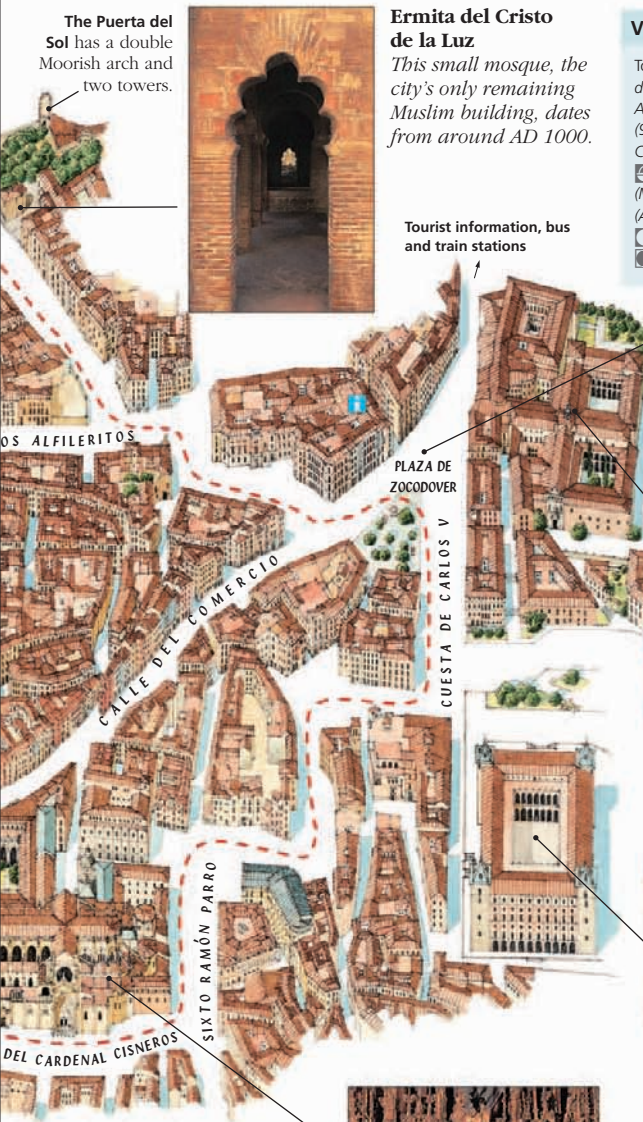 The Puerta del
Sol has a double
Moorish arch and
two towers.
Ermita del Cristo
de la Luz
This small mosque, the
city's only remaining
Muslim building, dates
from around AD 1000.
Tourist information, bus
and train stations
OS ALFILERITOS
PLAZA DE
ZOCODOVER
CALLE DEL COMERCIO
CUESTA DE CARLOS V
SIXTO RAMÓN PARRO
DEL CARDENAL CISNEROS